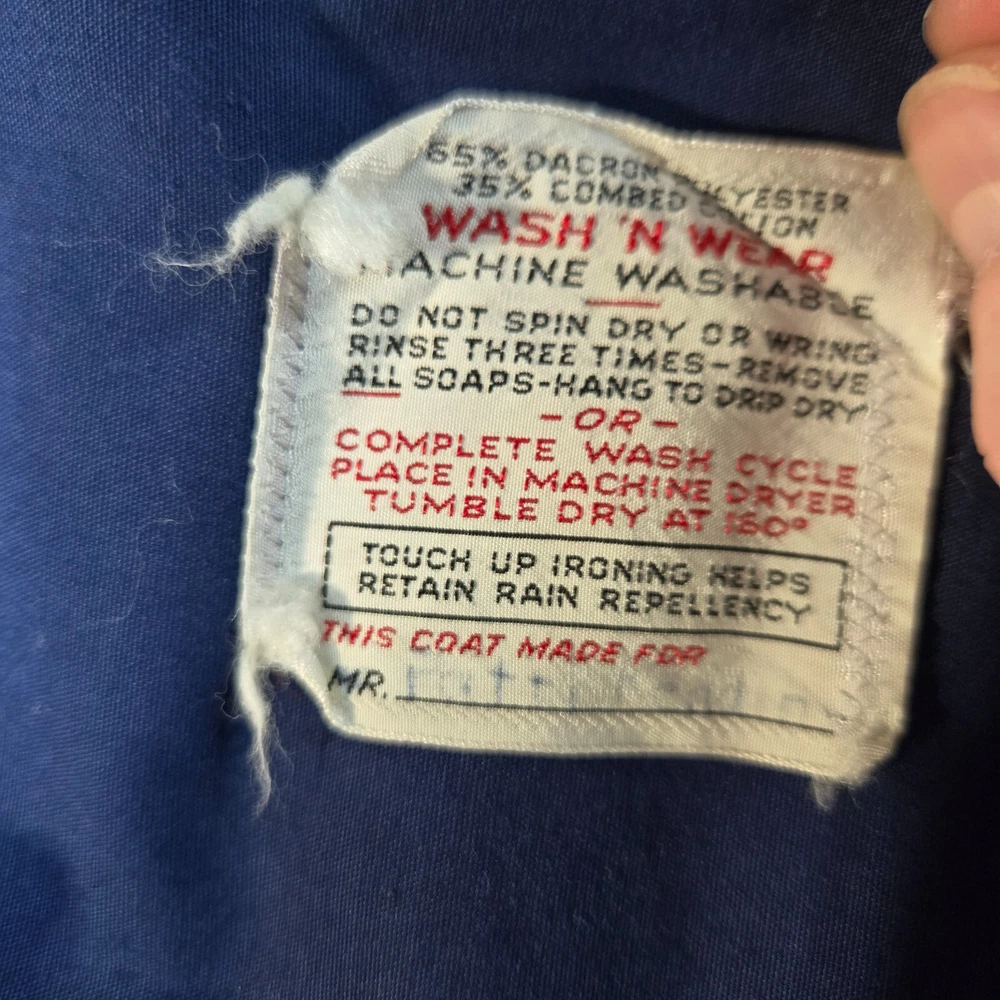 65% DACRON POLYESTER
35% COMBED COTTON
WASH 'N WEAR
MACHINE WASHABLE
DO NOT SPIN DRY OR WRING
RINSE THREE TIMES-REMOVE
ALL SOAPS-HANG TO DRIP DRY
-OR-
COMPLETE WASH CYCLE
PLACE IN MACHINE DRYER
TUMBLE DRY AT 160°
TOUCH UP IRONING HELPS
RETAIN RAIN REPELLENCY
THIS COAT MADE FOR
MR.